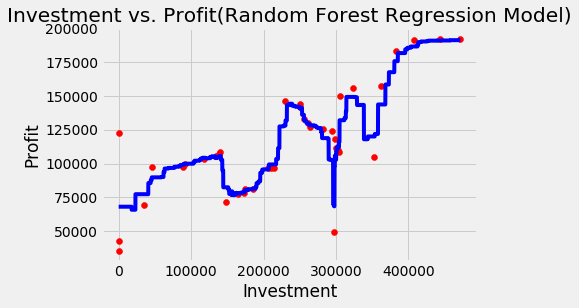 Investment vs. Profit(Random Forest Regression Model)
200000
175000
150000
125000
100000
75000
50000
Profit
0 100000 200000 300000 400000
Investment